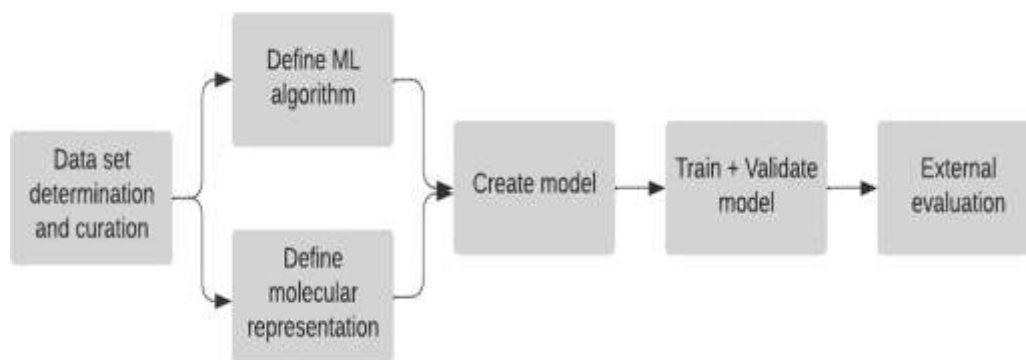 Data set
determination
and curation
Define ML
algorithm
Define
molecular
representation
Create model
Train + Validate
model
External
evaluation